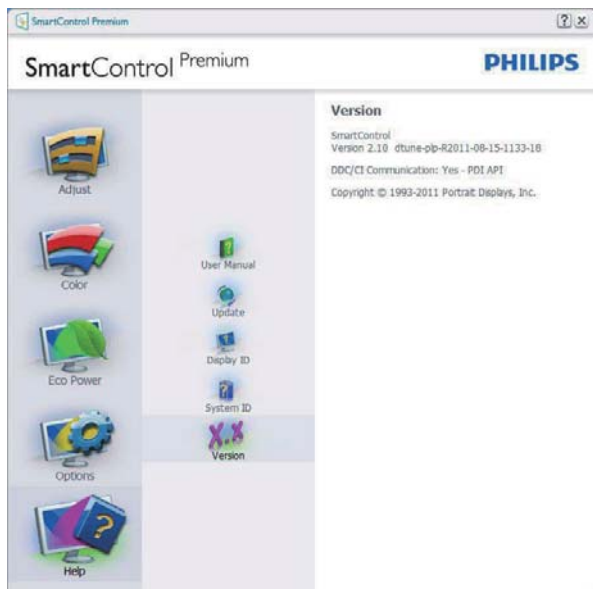 SmartControl Premium
SmartControl Premium
PHILIPS
Adjust
Color
Eco Power
Options
Help
User Manual
Update
Display ID
System ID
X.X
Version
Version
SmartControl
Version 2.10 dtune-plp-R2011-08-15-1133-18
DDC/CI Communication: Yes - PDI API
Copyright © 1993-2011 Portrait Displays, Inc.